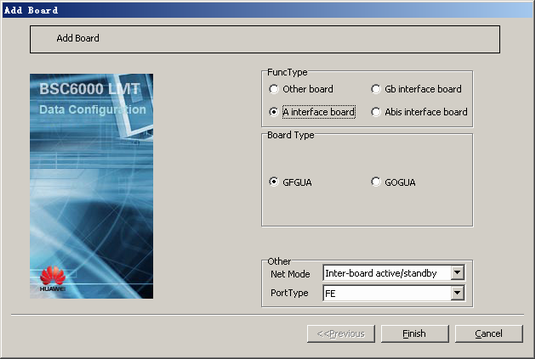 Add Board
Add Board
BSC6000 LMT
Data Configuration
HUAWEI
FuncType
Other board
Gb interface board
A interface board
Abis interface board
Board Type
GFGUA
GOGUA
Other
Net Mode
Inter-board active/standby
PortType
FE
<<Previous
Finish
Cancel